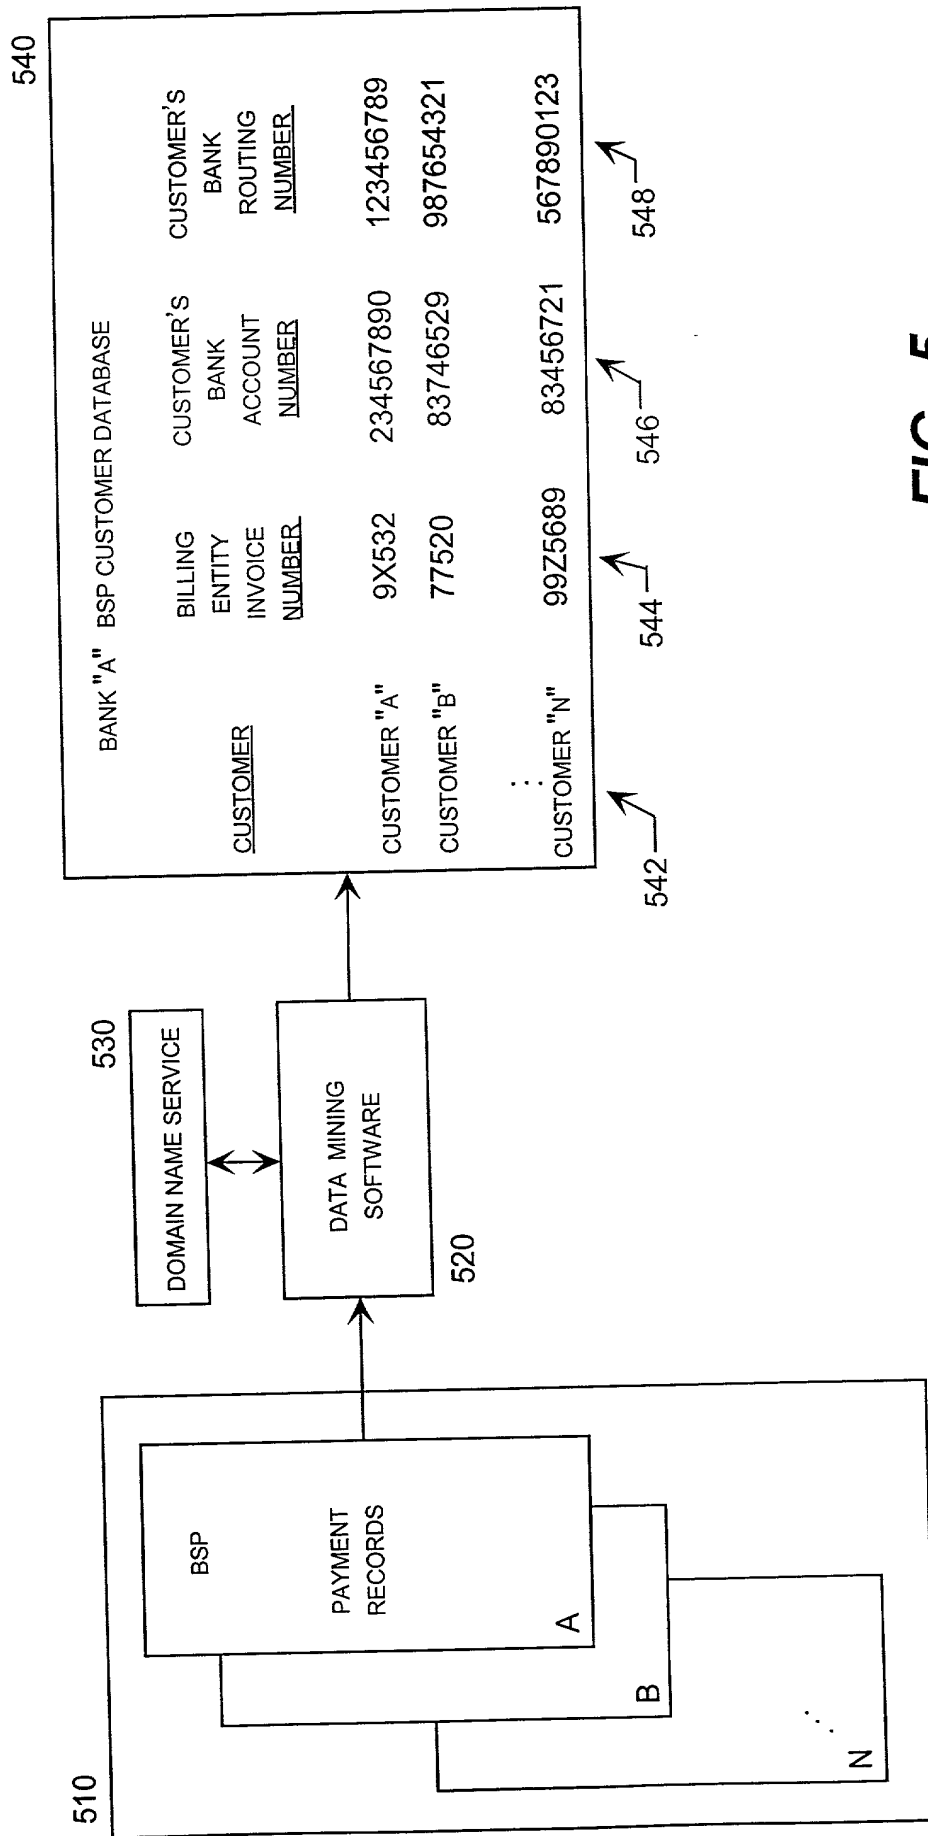 510
BSP
PAYMENT
RECORDS
A
B
N
DOMAIN NAME SERVICE
530
DATA MINING
SOFTWARE
520
540
BANK "A" BSP CUSTOMER DATABASE
CUSTOMER
BILLING
ENTITY
INVOICE
NUMBER
CUSTOMER'S
BANK
ACCOUNT
NUMBER
CUSTOMER'S
BANK
ROUTING
NUMBER
CUSTOMER "A" 9X532 234567890 123456789
CUSTOMER "B" 77520 83746529 987654321
⋮
CUSTOMER "N" 99Z5689 83456721 567890123
542
544
546
548
FIG. 5